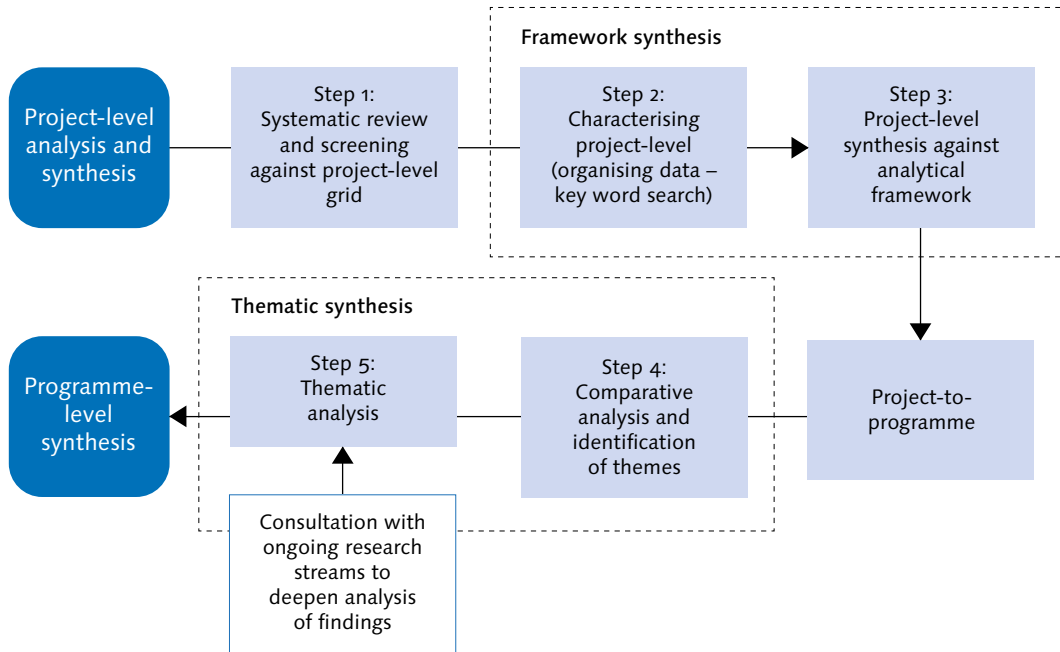 Framework synthesis
Project-level
analysis and
synthesis
Step 1:
Systematic review
and screening
against project-level
grid
Step 2:
Characterising
project-level
(organising data –
key word search)
Step 3:
Project-level
synthesis against
analytical
framework
Thematic synthesis
Programme-
level
synthesis
Step 5:
Thematic
analysis
Step 4:
Comparative
analysis and
identification
of themes
Project-to-
programme
Consultation with
ongoing research
streams to
deepen analysis
of findings